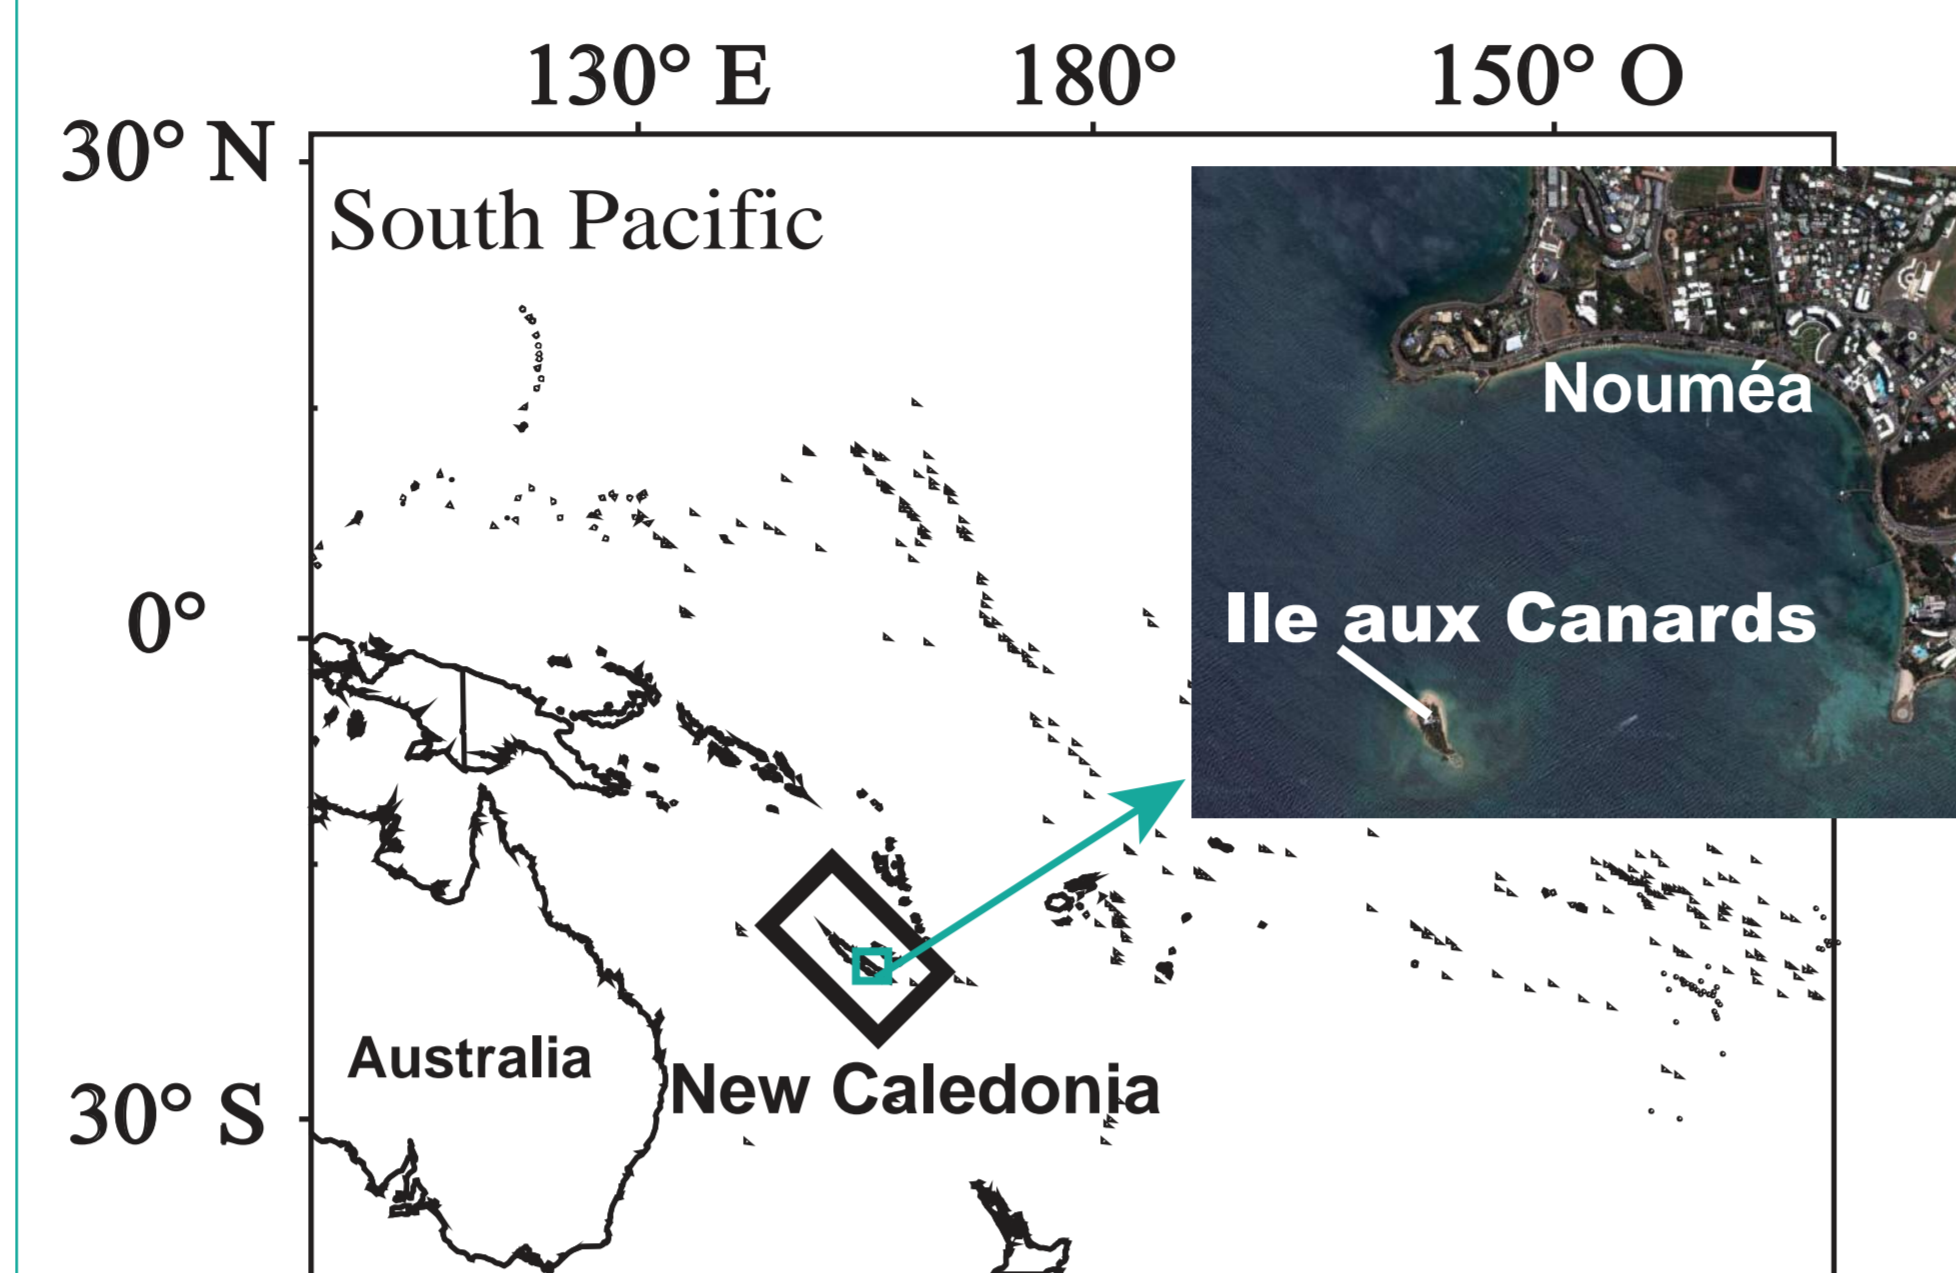 130° E 180° 150° O
30° N
South Pacific
Nouméa
0°
Ile aux Canards
Australia
New Caledonia
30° S